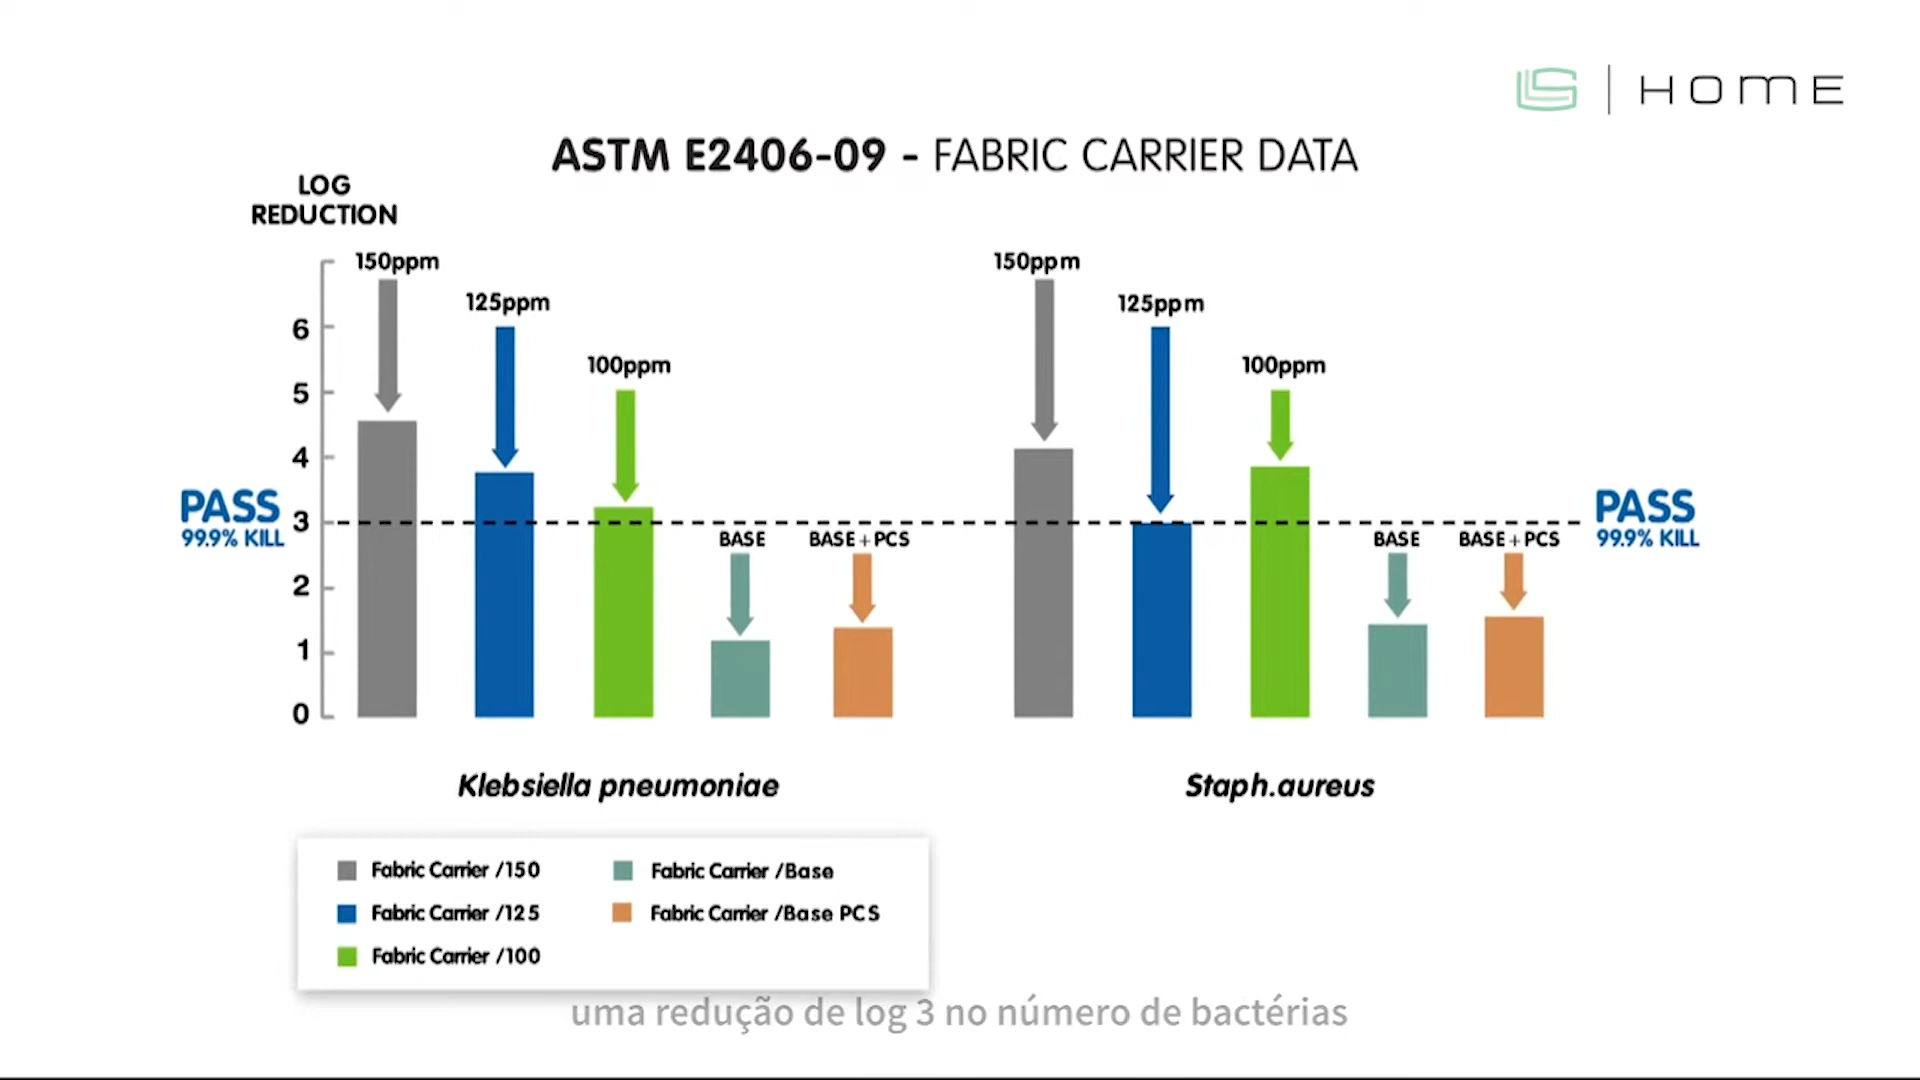 HOME
ASTM E2406-09 - FABRIC CARRIER DATA
LOG
REDUCTION
150ppm
125ppm
100ppm
150ppm
125ppm
100ppm
6
5
4
3
2
1
0
PASS
99.9% KILL
BASE
BASE + PCS
BASE
BASE + PCS
PASS
99.9% KILL
Klebsiella pneumoniae
Staph.aureus
Fabric Carrier /150
Fabric Carrier /125
Fabric Carrier /100
Fabric Carrier /Base
Fabric Carrier /Base PCS
uma redução de log 3 no número de bactérias